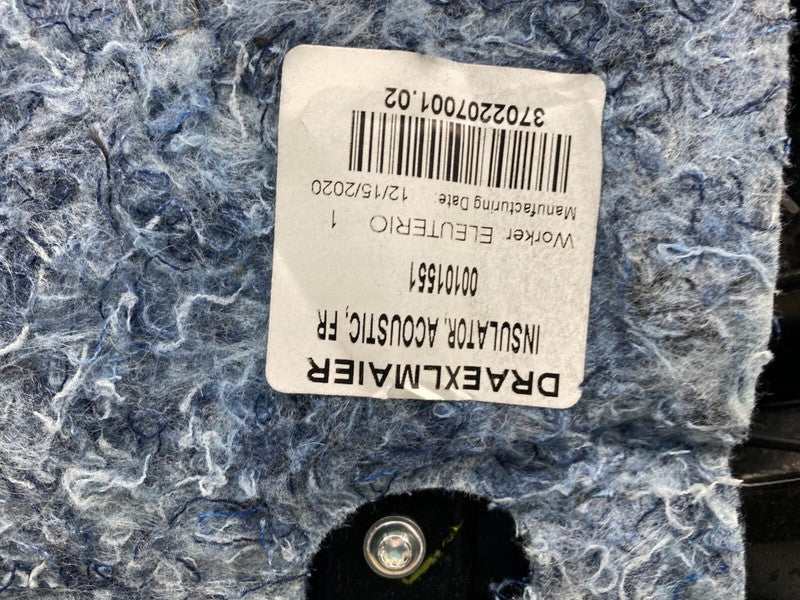 DRAEXLMAIER
INSULATOR, ACOUSTIC, FR
00101551
Worker: ELEUTERIO 1
Manufacturing Date: 12/15/2020
3702207001.02